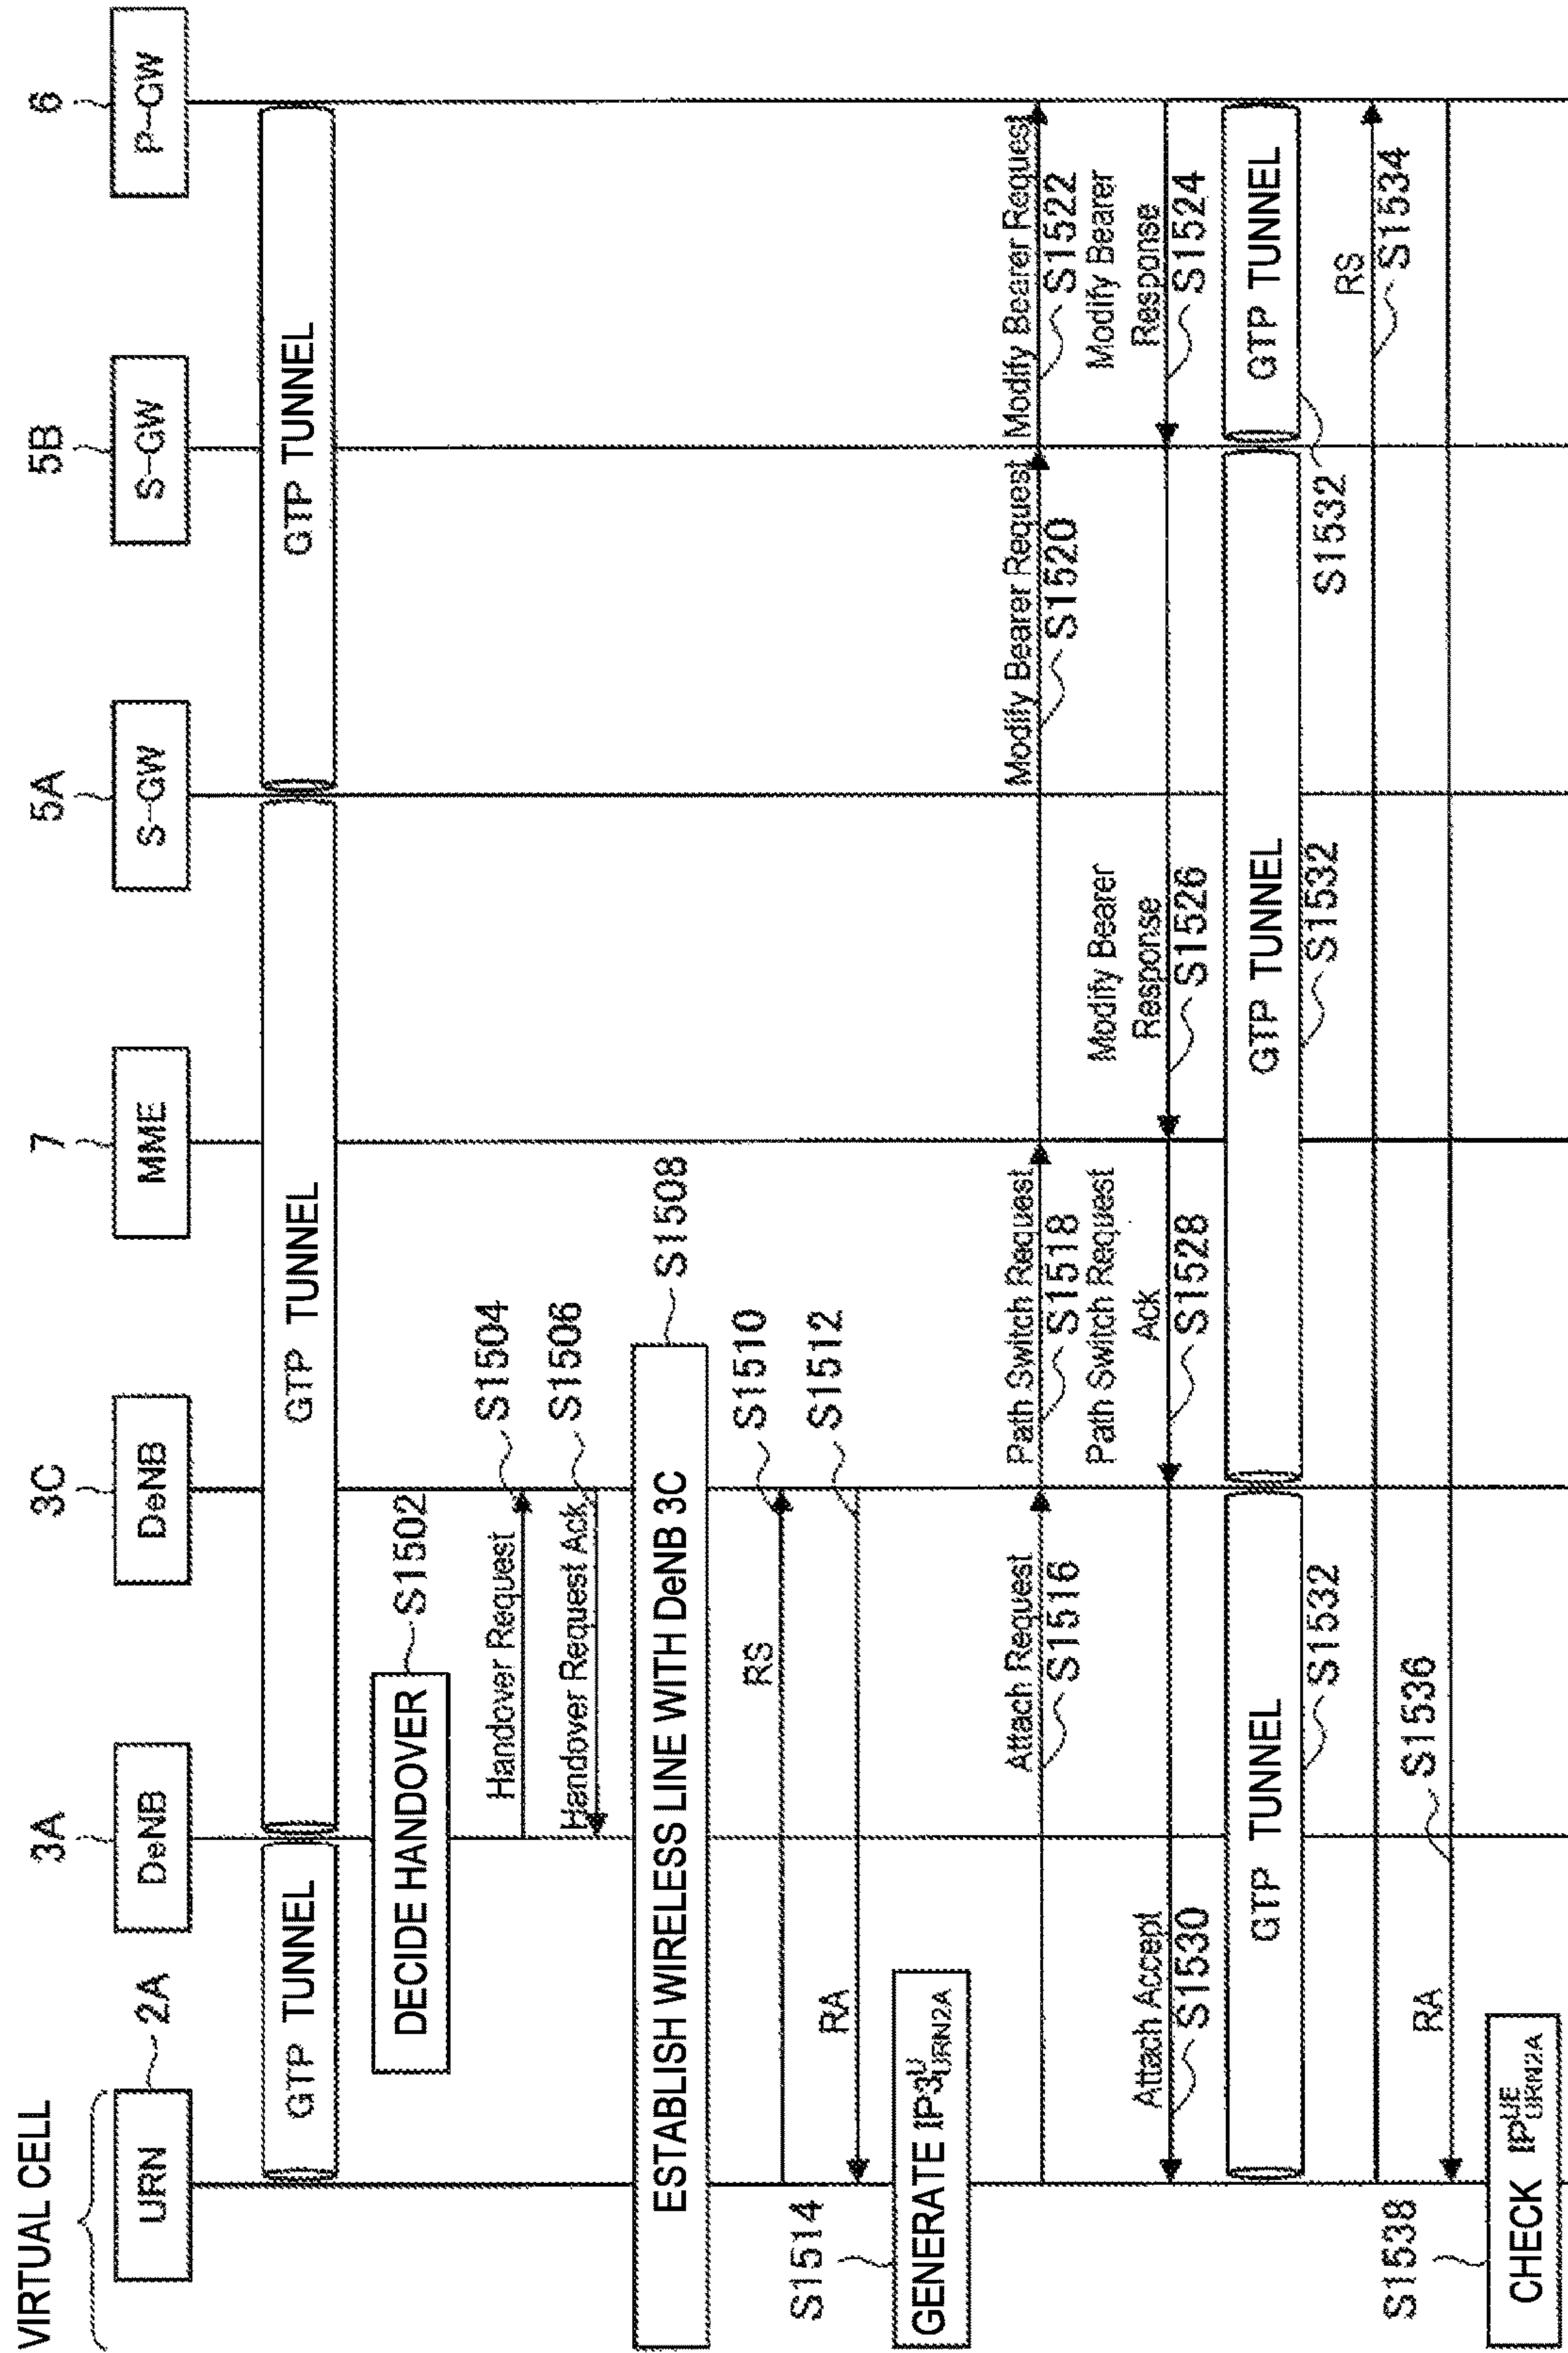 VIRTUAL CELL
2A
3A
3C
7
5A
5B
6
URN
DeNB
DeNB
MME
S-GW
S-GW
P-GW
GTP TUNNEL
GTP TUNNEL
GTP TUNNEL
DECIDE HANDOVER
S1502
Handover Request
S1504
Handover Request Ack
S1506
ESTABLISH WIRELESS LINE WITH DeNB 3C
S1508
RS
S1510
RA
S1512
S1514
GENERATE IP3^U_URN2A
Attach Request
S1516
Path Switch Request
S1518
Modify Bearer Request
S1520
Modify Bearer Request
S1522
Modify Bearer
Response
S1524
Modify Bearer
Response
S1526
Path Switch Request
Ack
S1528
Attach Accept
S1530
GTP TUNNEL
S1532
GTP TUNNEL
S1532
GTP TUNNEL
S1532
RS
S1534
RA
S1536
S1538
CHECK IP^UE_URN2A